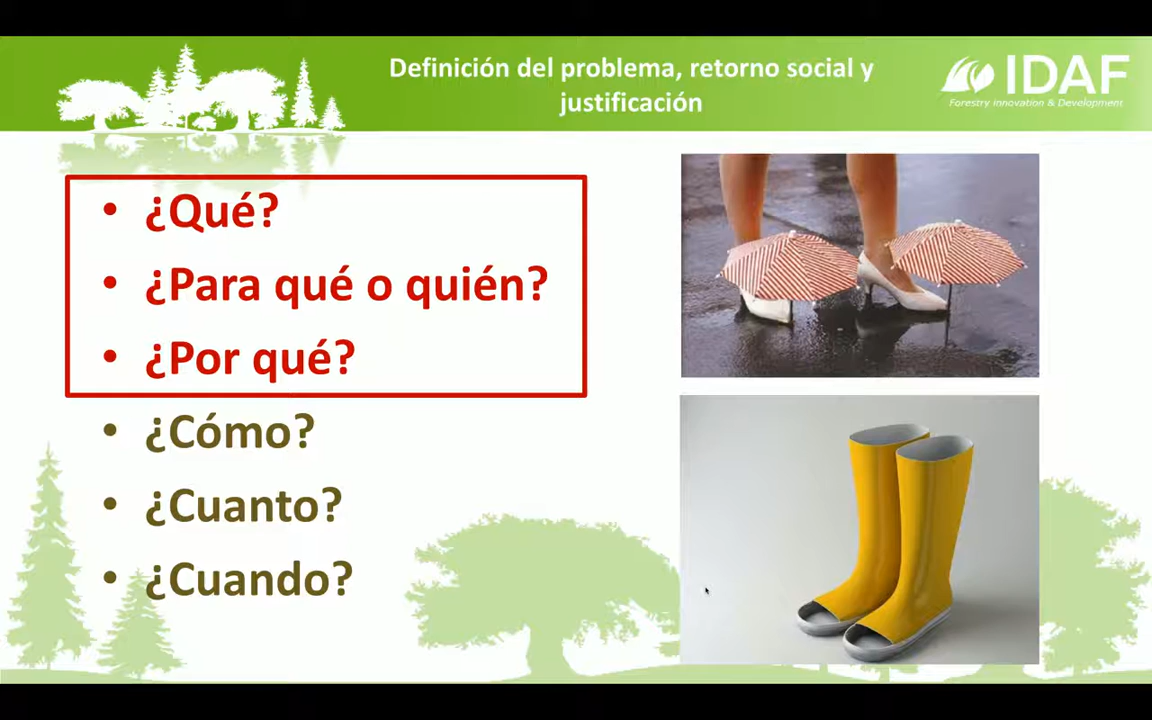 Definición del problema, retorno social y
justificación
IDAF
Forestry innovation & Development
• ¿Qué?
• ¿Para qué o quién?
• ¿Por qué?
• ¿Cómo?
• ¿Cuanto?
• ¿Cuando?